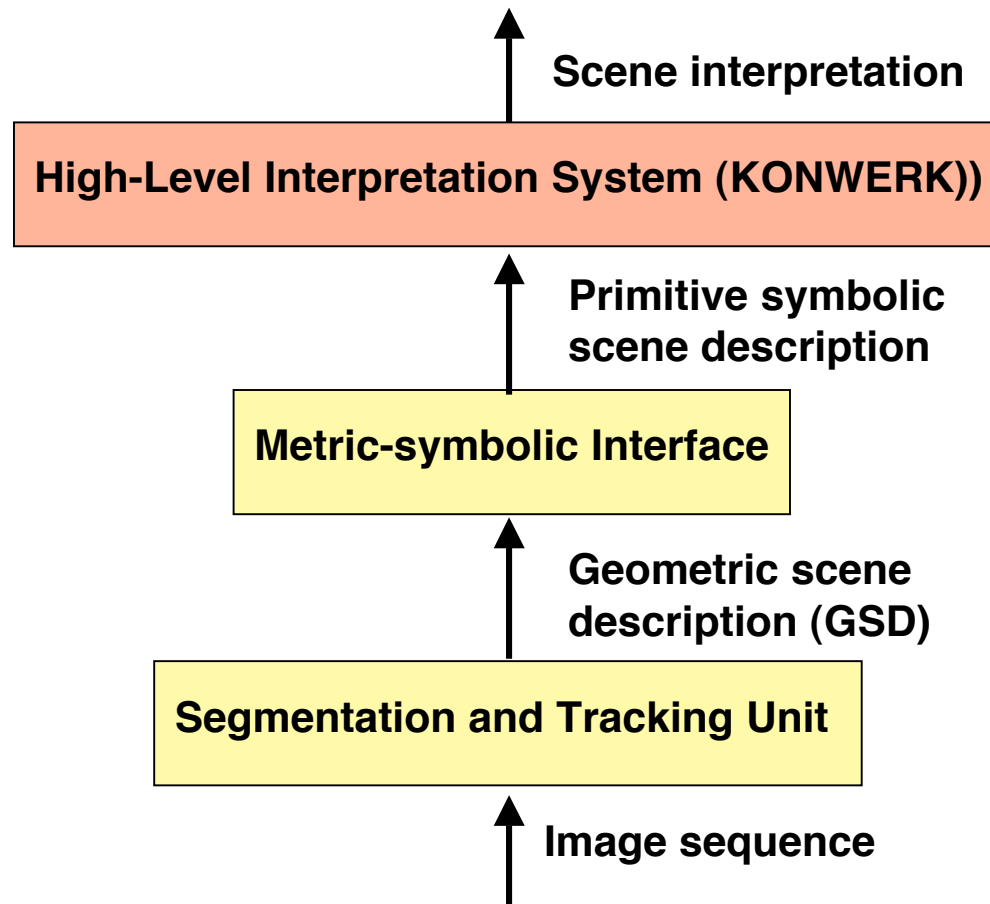 Scene interpretation
High-Level Interpretation System (KONWERK))
Primitive symbolic
scene description
Metric-symbolic Interface
Geometric scene
description (GSD)
Segmentation and Tracking Unit
Image sequence